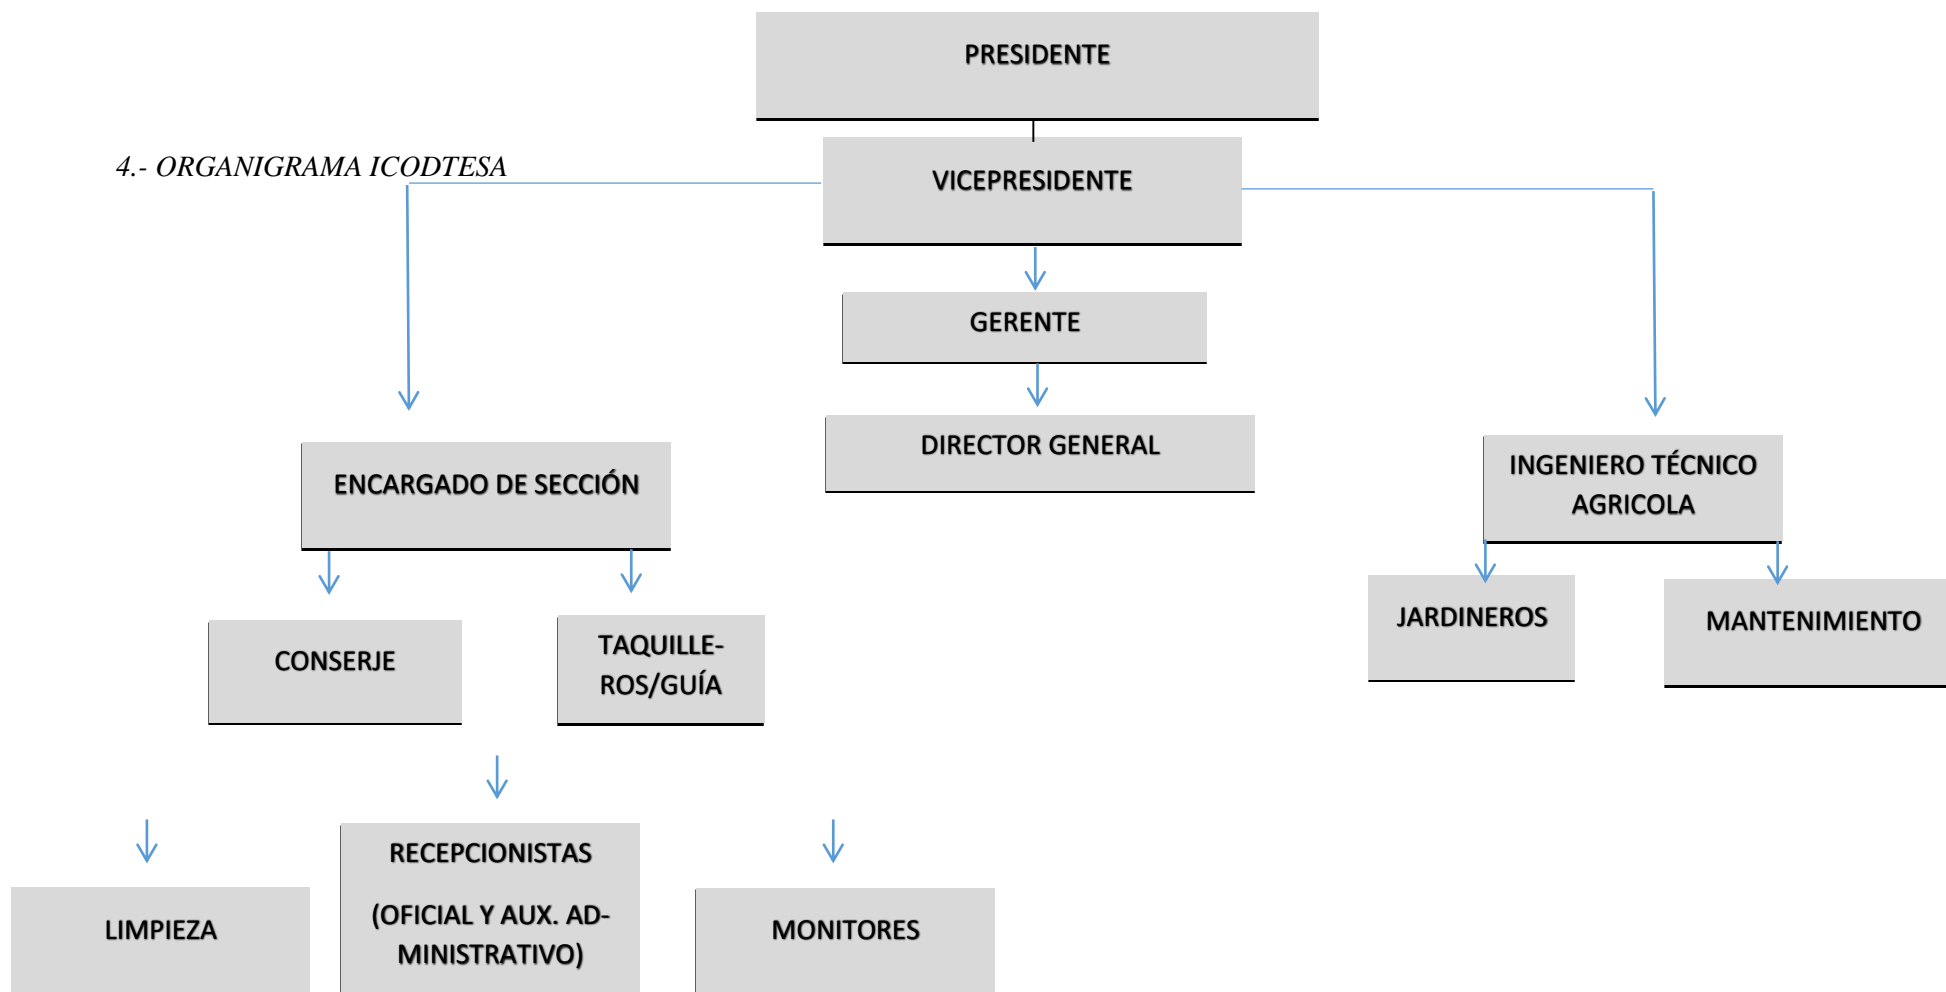 PRESIDENTE
4.- ORGANIGRAMA ICODTESA
VICEPRESIDENTE
GERENTE
DIRECTOR GENERAL
ENCARGADO DE SECCIÓN
INGENIERO TÉCNICO
AGRICOLA
CONSERJE
TAQUILLE-
ROS/GUÍA
JARDINEROS
MANTENIMIENTO
LIMPIEZA
RECEPCIONISTAS
(OFICIAL Y AUX. AD-
MINISTRATIVO)
MONITORES